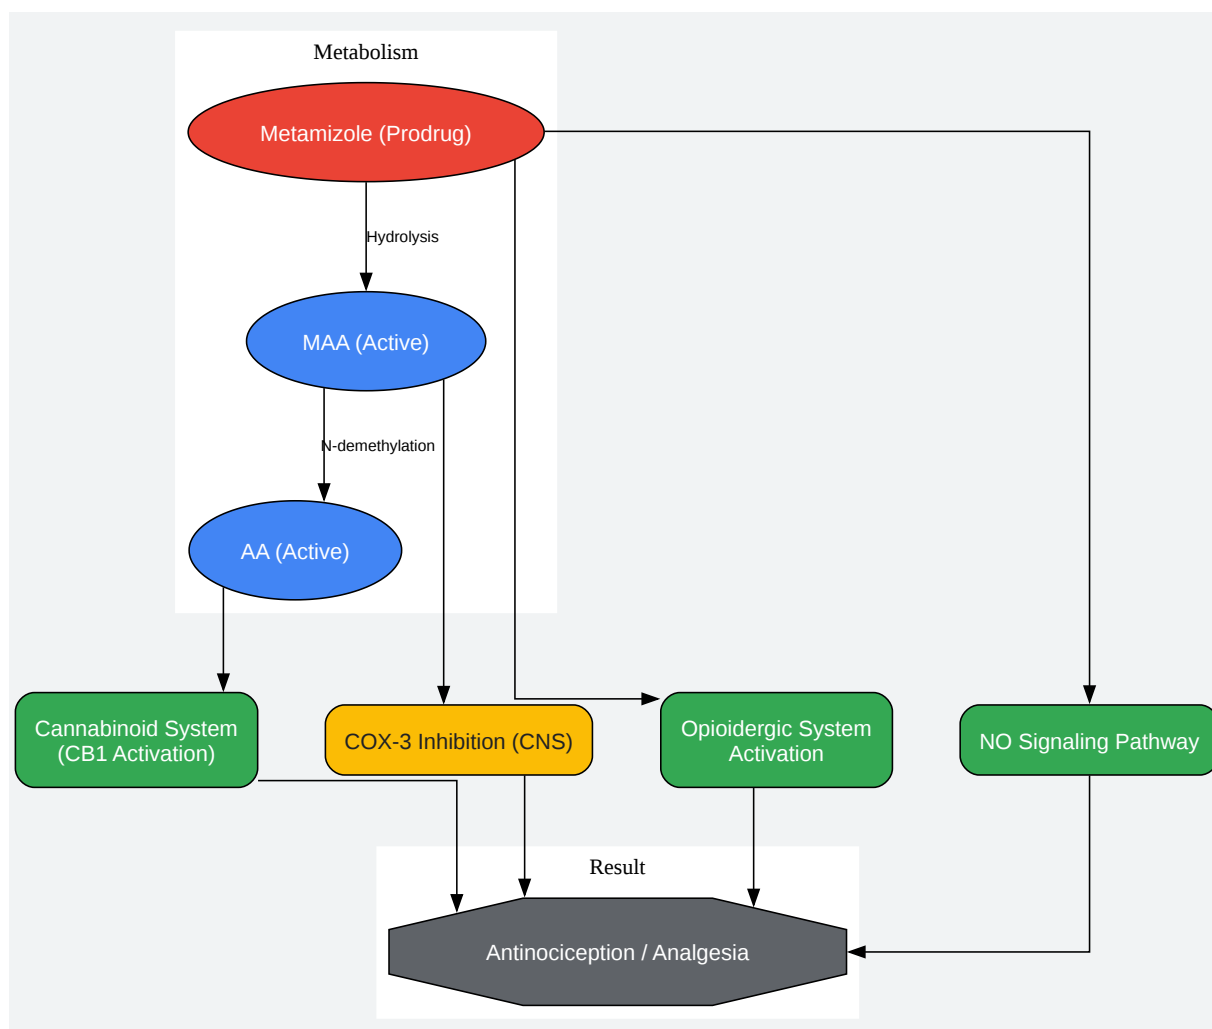 Metabolism
Metamizole (Prodrug)
Hydrolysis
MAA (Active)
N-demethylation
AA (Active)
Cannabinoid System
(CB1 Activation)
COX-3 Inhibition (CNS)
Opioidergic System
Activation
NO Signaling Pathway
Result
Antinociception / Analgesia